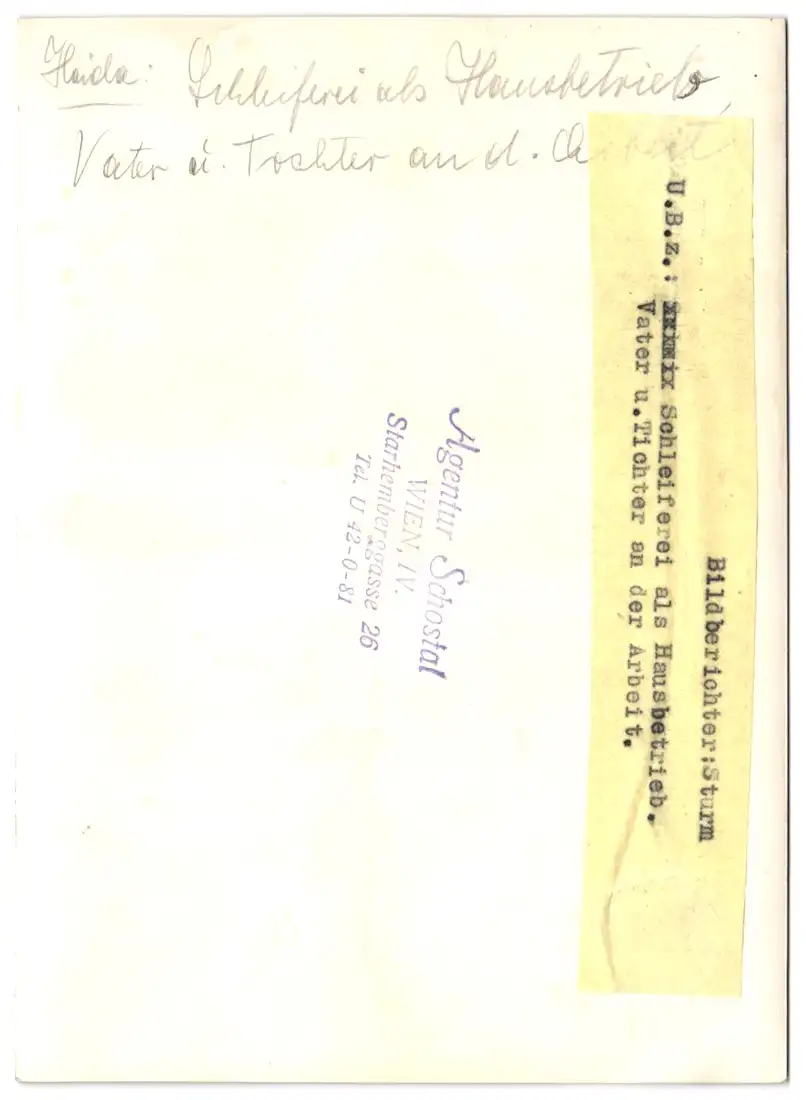 Haida: Schleiferei als Hausbetrieb,
Vater u. Tochter an d. Arbeit
Bildberichter:Sturm
U.B.z.: Schleiferei als Hausbetrieb.
Vater u.Tichter an der Arbeit.
Agentur Schostal
WIEN, IV.
Starhemberggasse 26
Tel. U 42-0-81